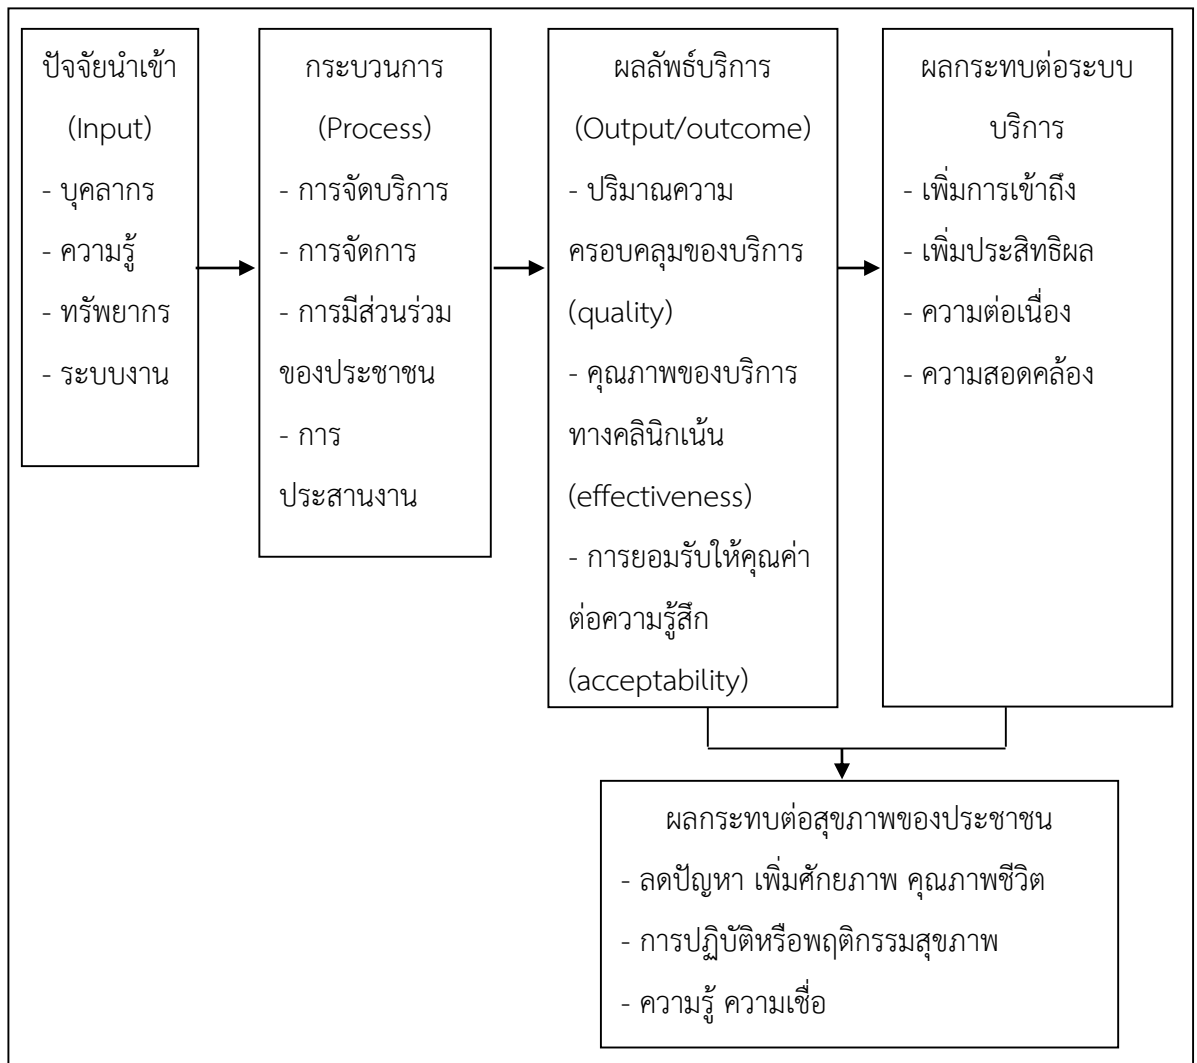 ปัจจัยนำเข้า
(Input)
- บุคลากร
- ความรู้
- ทรัพยากร
- ระบบงาน
กระบวนการ
(Process)
- การจัดบริการ
- การจัดการ
- การมีส่วนร่วม
ของประชาชน
- การ
ประสานงาน
ผลลัพธ์บริการ
(Output/outcome)
- ปริมาณความ
ครอบคลุมของบริการ
(quality)
- คุณภาพของบริการ
ทางคลินิกเน้น
(effectiveness)
- การยอมรับให้คุณค่า
ต่อความรู้สึก
(acceptability)
ผลกระทบต่อระบบ
บริการ
- เพิ่มการเข้าถึง
- เพิ่มประสิทธิผล
- ความต่อเนื่อง
- ความสอดคล้อง
ผลกระทบต่อสุขภาพของประชาชน
- ลดปัญหา เพิ่มศักยภาพ คุณภาพชีวิต
- การปฏิบัติหรือพฤติกรรมสุขภาพ
- ความรู้ ความเชื่อ